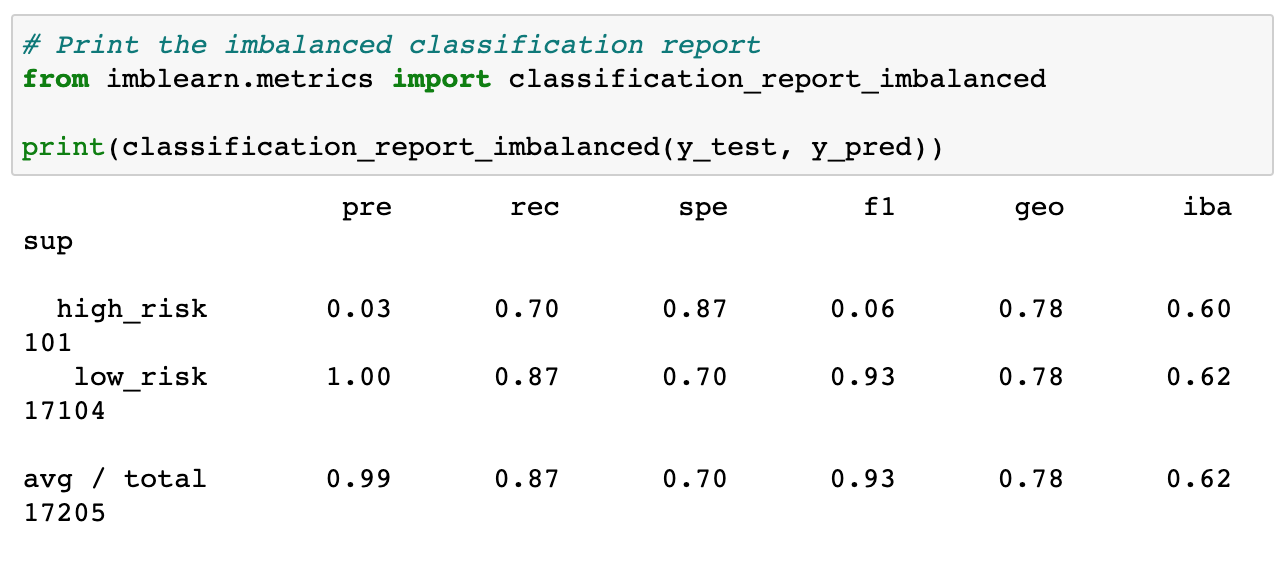 # Print the imbalanced classification report
from imblearn.metrics import classification_report_imbalanced
print(classification_report_imbalanced(y_test, y_pred))
pre rec spe f1 geo iba
sup
high_risk 0.03 0.70 0.87 0.06 0.78 0.60
101
low_risk 1.00 0.87 0.70 0.93 0.78 0.62
17104
avg / total 0.99 0.87 0.70 0.93 0.78 0.62
17205